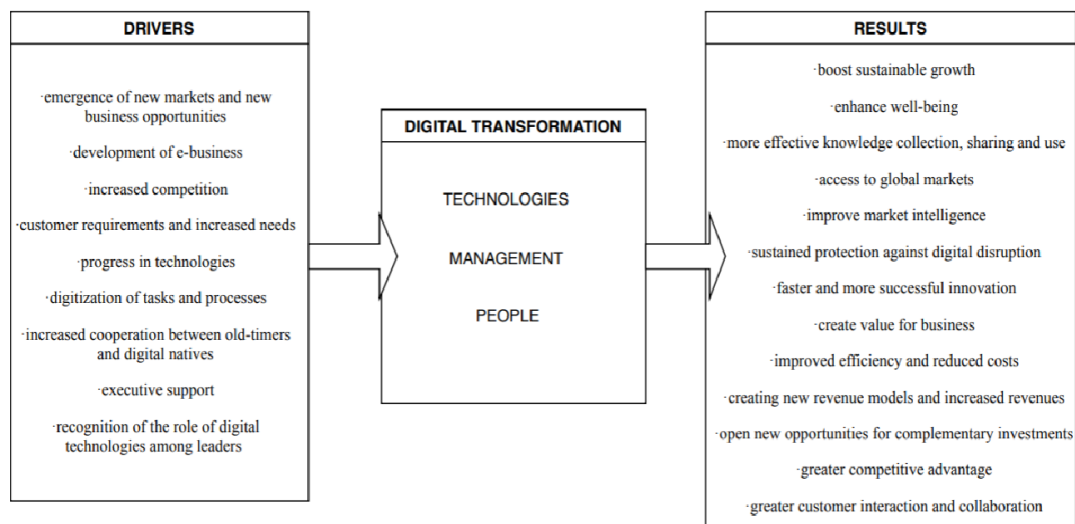 DRIVERS
·emergence of new markets and new
business opportunities
·development of e-business
·increased competition
·customer requirements and increased needs
·progress in technologies
·digitization of tasks and processes
·increased cooperation between old-timers
and digital natives
·executive support
·recognition of the role of digital
technologies among leaders
DIGITAL TRANSFORMATION
TECHNOLOGIES
MANAGEMENT
PEOPLE
RESULTS
·boost sustainable growth
·enhance well-being
·more effective knowledge collection, sharing and use
·access to global markets
·improve market intelligence
·sustained protection against digital disruption
·faster and more successful innovation
·create value for business
·improved efficiency and reduced costs
·creating new revenue models and increased revenues
·open new opportunities for complementary investments
·greater competitive advantage
·greater customer interaction and collaboration